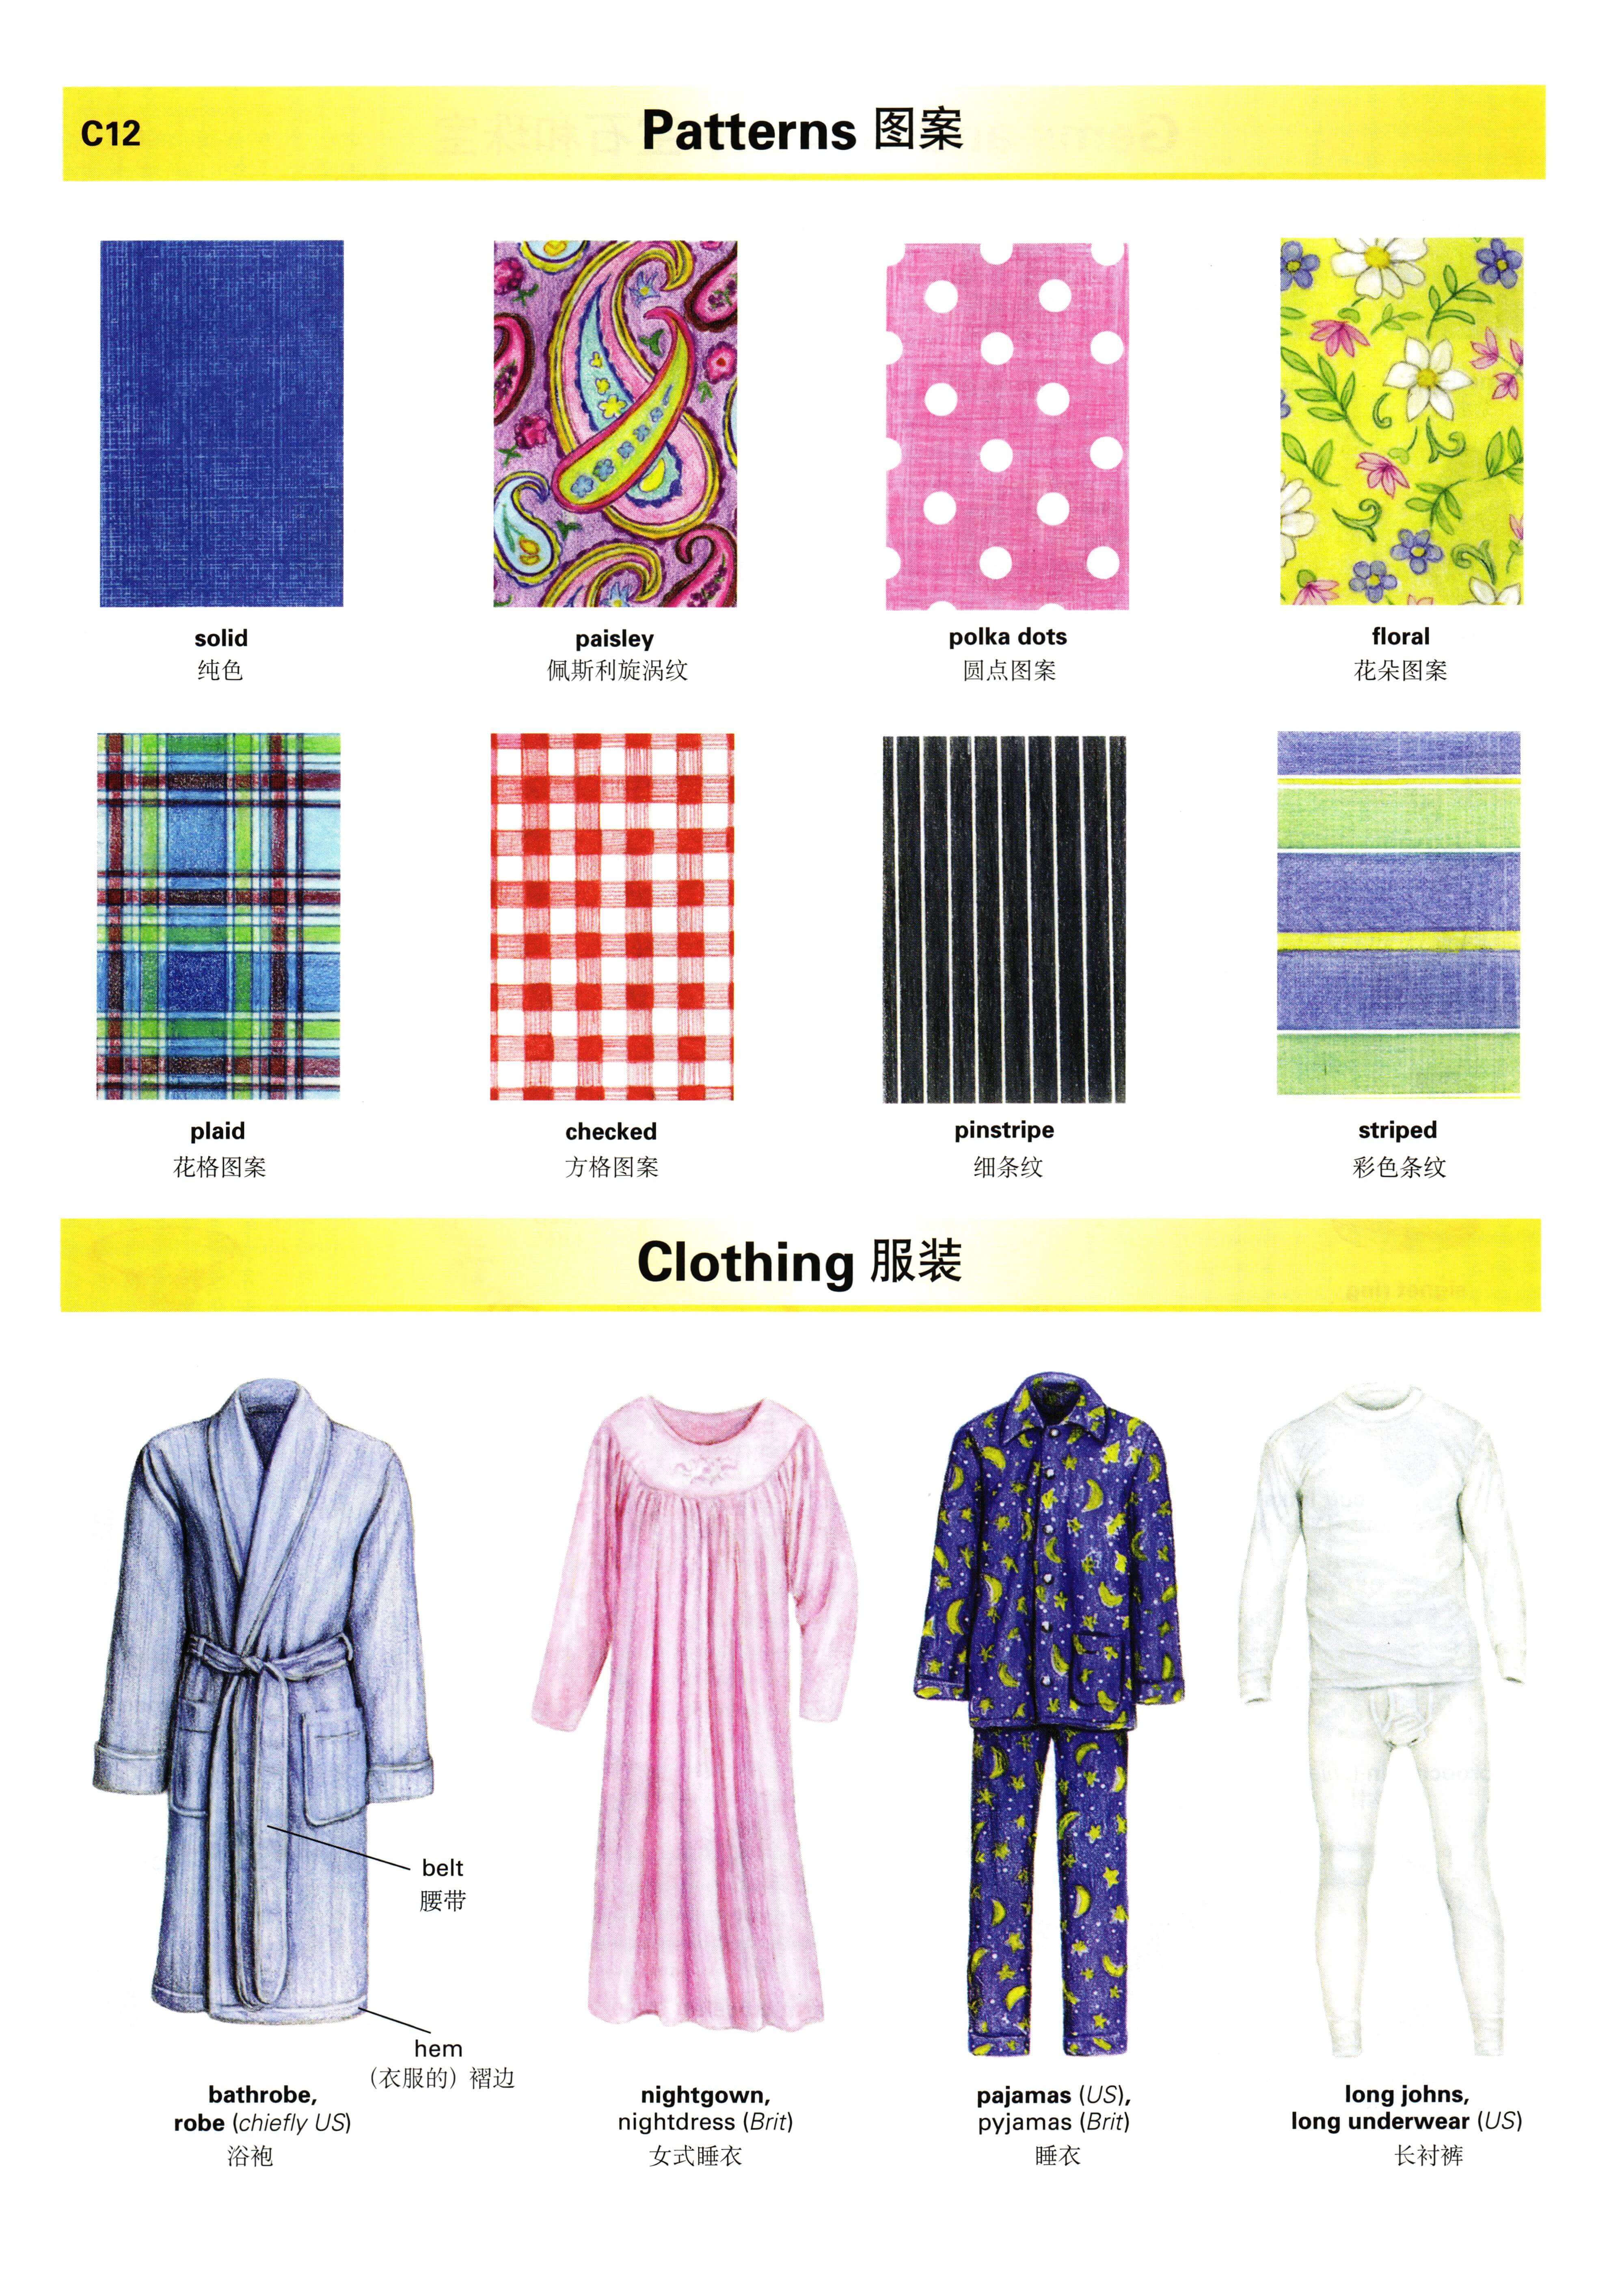 C12
Patterns 图案
solid
纯色
paisley
佩斯利旋涡纹
polka dots
圆点图案
floral
花朵图案
plaid
花格图案
checked
方格图案
pinstripe
细条纹
striped
彩色条纹
Clothing 服装
belt
腰带
hem
（衣服的）褶边
bathrobe,
robe (chiefly US)
浴袍
nightgown,
nightdress (Brit)
女式睡衣
pajamas (US),
pyjamas (Brit)
睡衣
long johns,
long underwear (US)
长衬裤